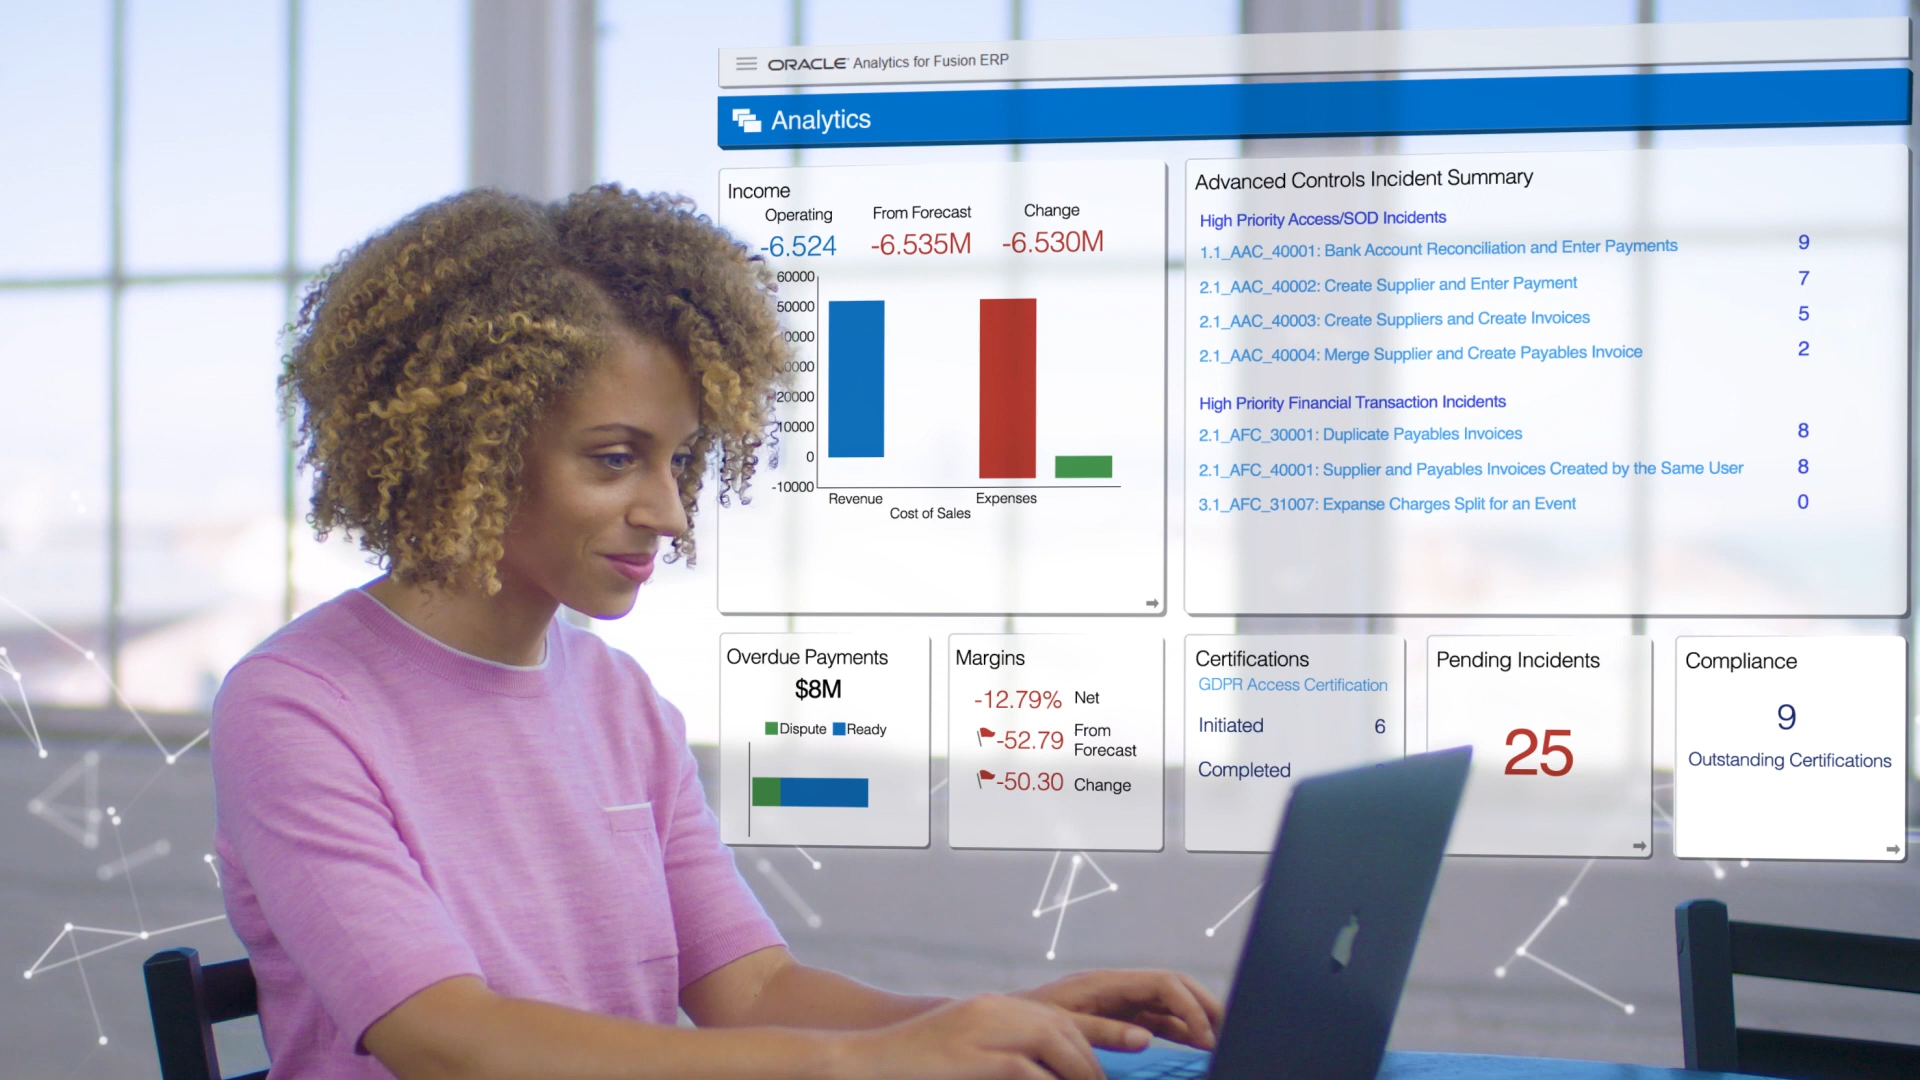 ORACLE Analytics for Fusion ERP
Analytics
Income
Operating From Forecast Change
-6.524 -6.535M -6.530M
60000
50000
0000
0000
20000
10000
0
-10000
Revenue Expenses
Cost of Sales
Advanced Controls Incident Summary
High Priority Access/SOD Incidents
1.1_AAC_40001: Bank Account Reconciliation and Enter Payments 9
2.1_AAC_40002: Create Supplier and Enter Payment 7
2.1_AAC_40003: Create Suppliers and Create Invoices 5
2.1_AAC_40004: Merge Supplier and Create Payables Invoice 2
High Priority Financial Transaction Incidents
2.1_AFC_30001: Duplicate Payables Invoices 8
2.1_AFC_40001: Supplier and Payables Invoices Created by the Same User 8
3.1_AFC_31007: Expanse Charges Split for an Event 0
Overdue Payments
$8M
Dispute Ready
Margins
-12.79% Net
-52.79 From
Forecast
-50.30 Change
Certifications
GDPR Access Certification
Initiated 6
Completed
Pending Incidents
25
Compliance
9
Outstanding Certifications